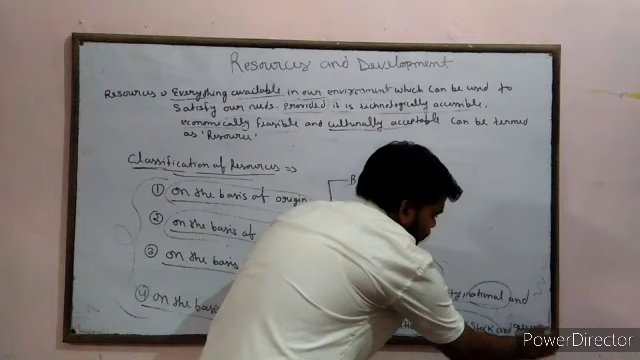 Resources and Development
Resources → Everything available in our environment which can be used to
satisfy our needs. provided it is technologically accessible,
economically feasible and culturally acceptable can be termed
as 'Resource'
Classification of Resources ⇒
① on the basis of origin
② on the basis of
③ on the basis
④ on the basis
national and
Stock and
PowerDirector